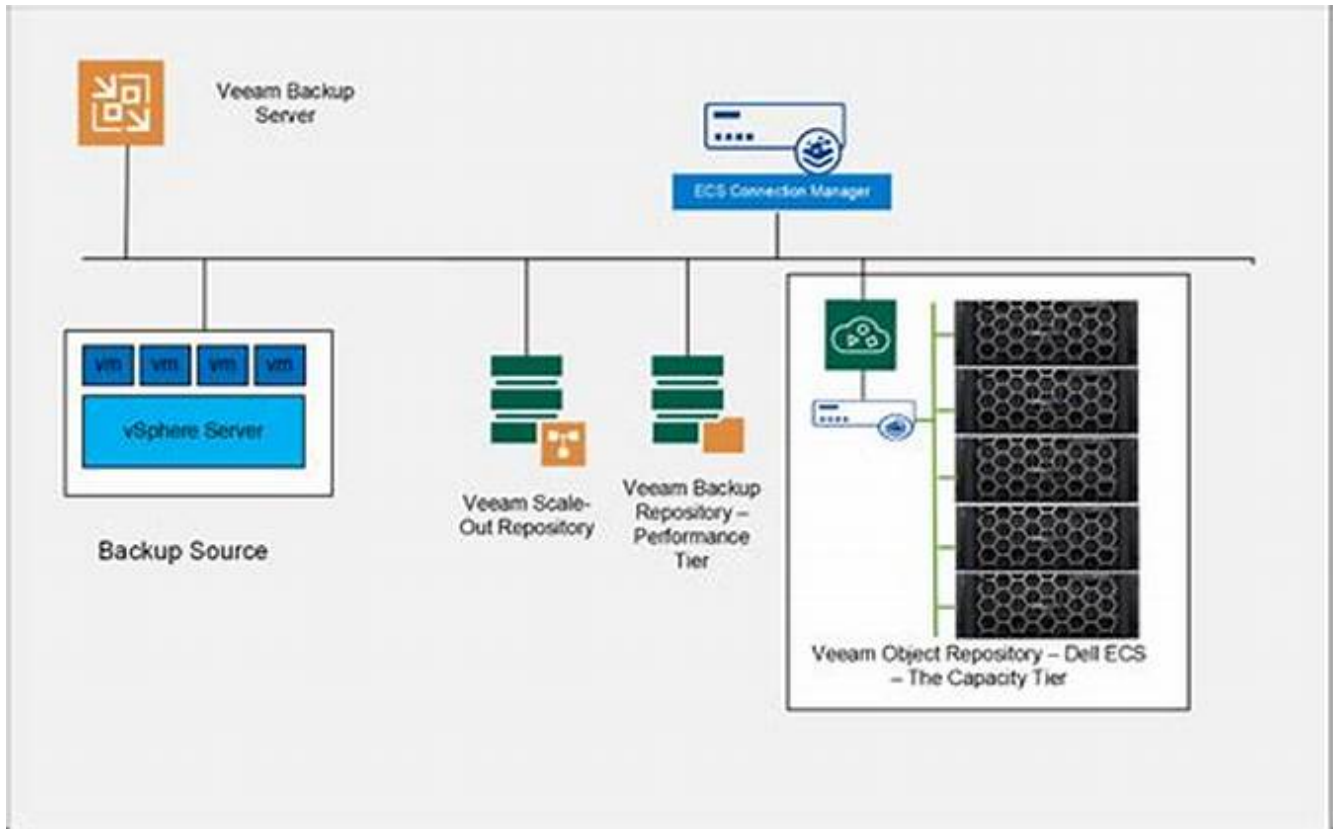 Veeam Backup
Server
ECS Connection Manager
vm vm vm vm
vSphere Server
Backup Source
Veeam Scale-
Out Repository
Veeam Backup
Repository –
Performance
Tier
Veeam Object Repository – Dell ECS
– The Capacity Tier